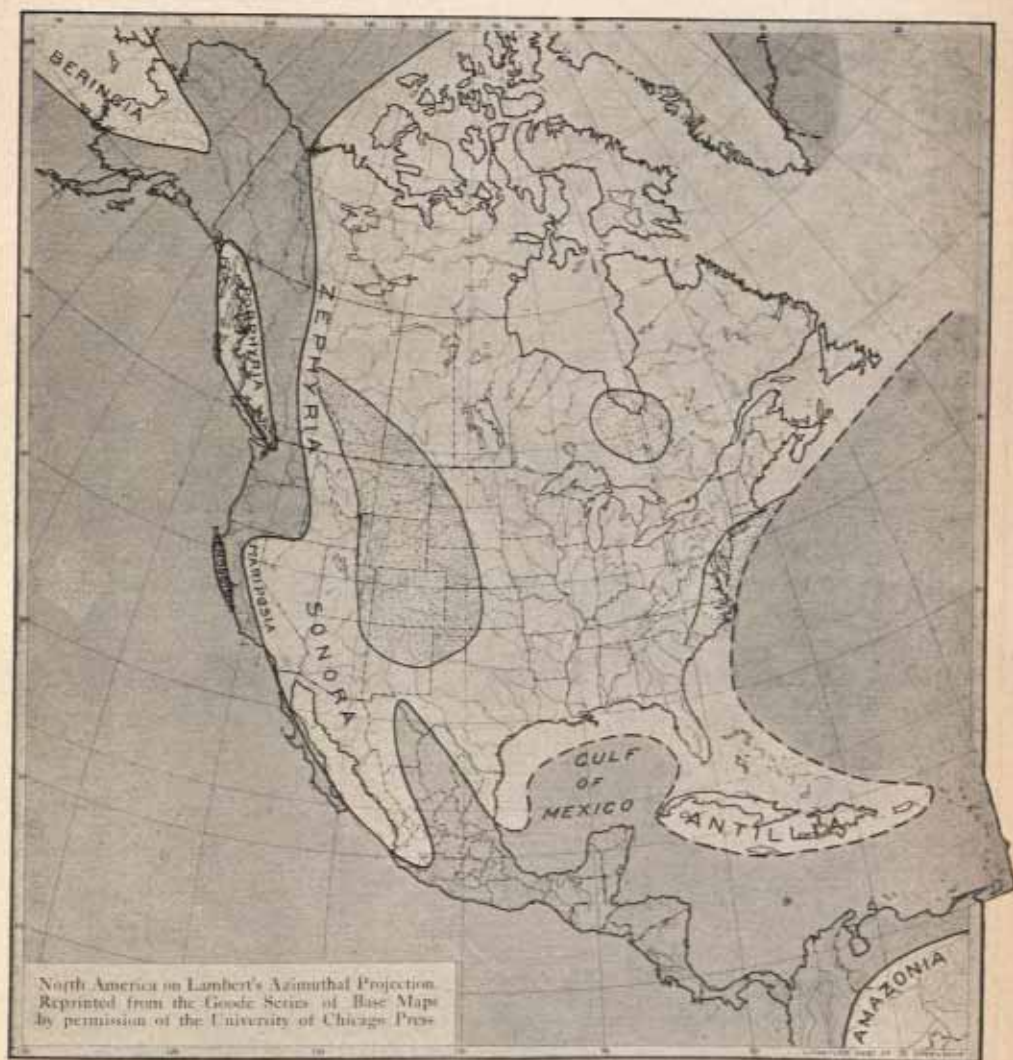 BERINGIA
ZEPHYRIA
MARIPOSIA
SONORA
GULF
OF
MEXICO
ANTILLIA
AMAZONIA
North America on Lambert's Azimuthal Projection.
Reprinted from the Goode Series of Base Maps
by permission of the University of Chicago Press